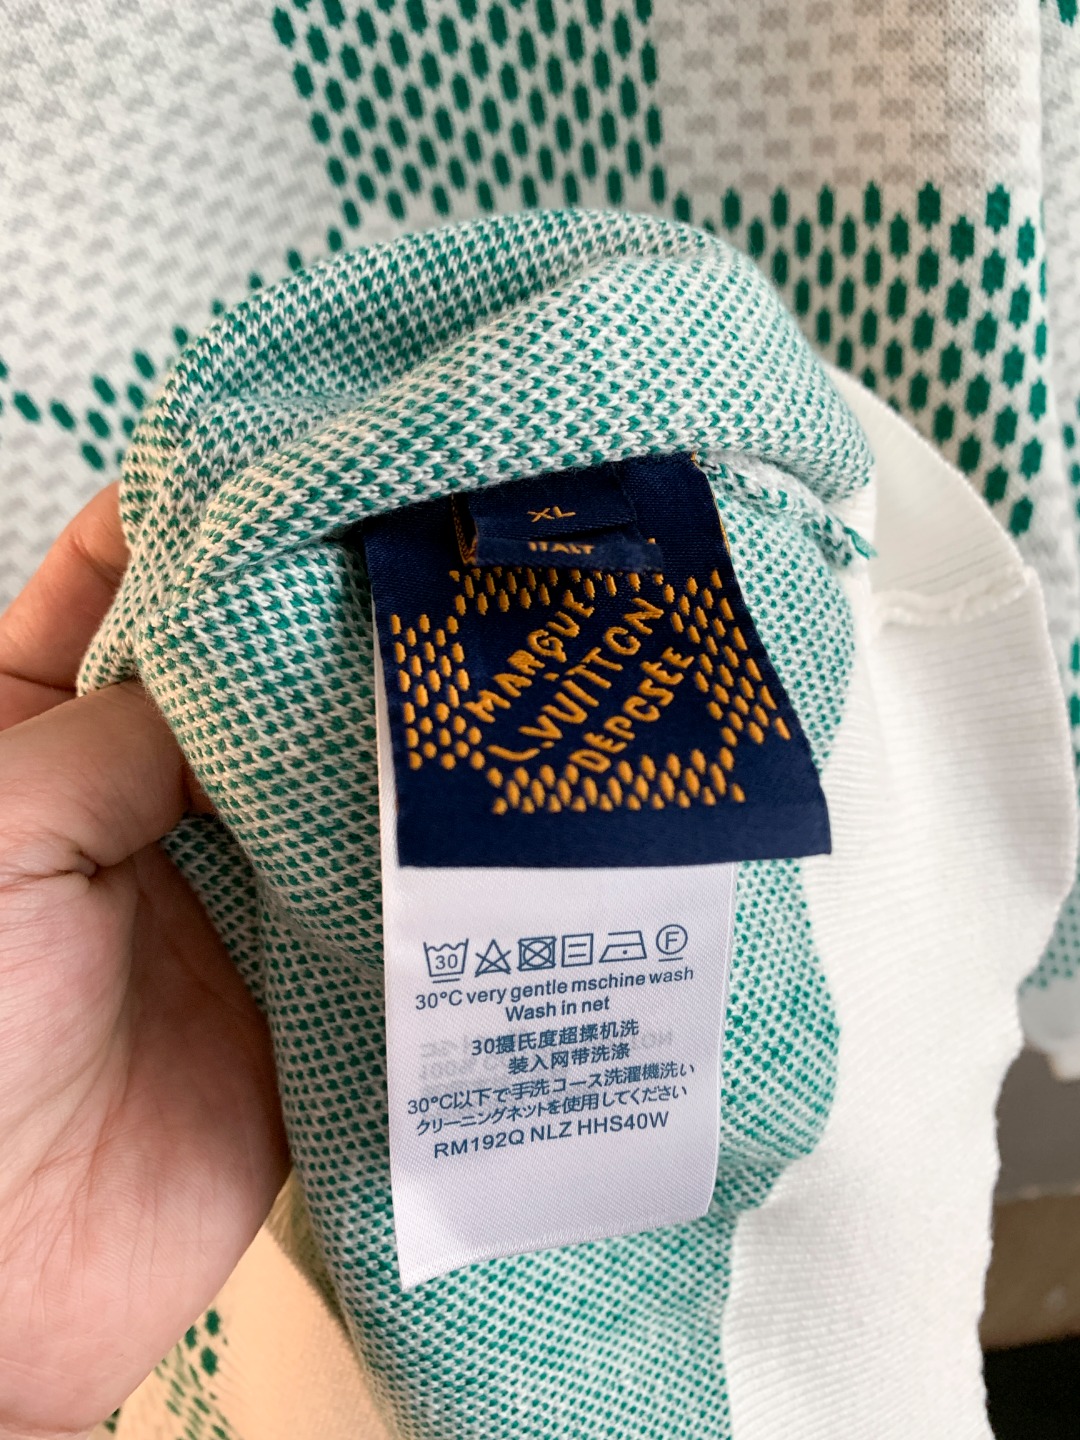 XL
ITALY
MARQUE
L.VUITTON
DEPOSÉE
30
F
30°C very gentle mschine wash
Wash in net
30摄氏度超揉机洗
装入网带洗涤
30°C以下で手洗コース洗濯機洗い
クリーニングネットを使用してください
RM192Q NLZ HHS40W